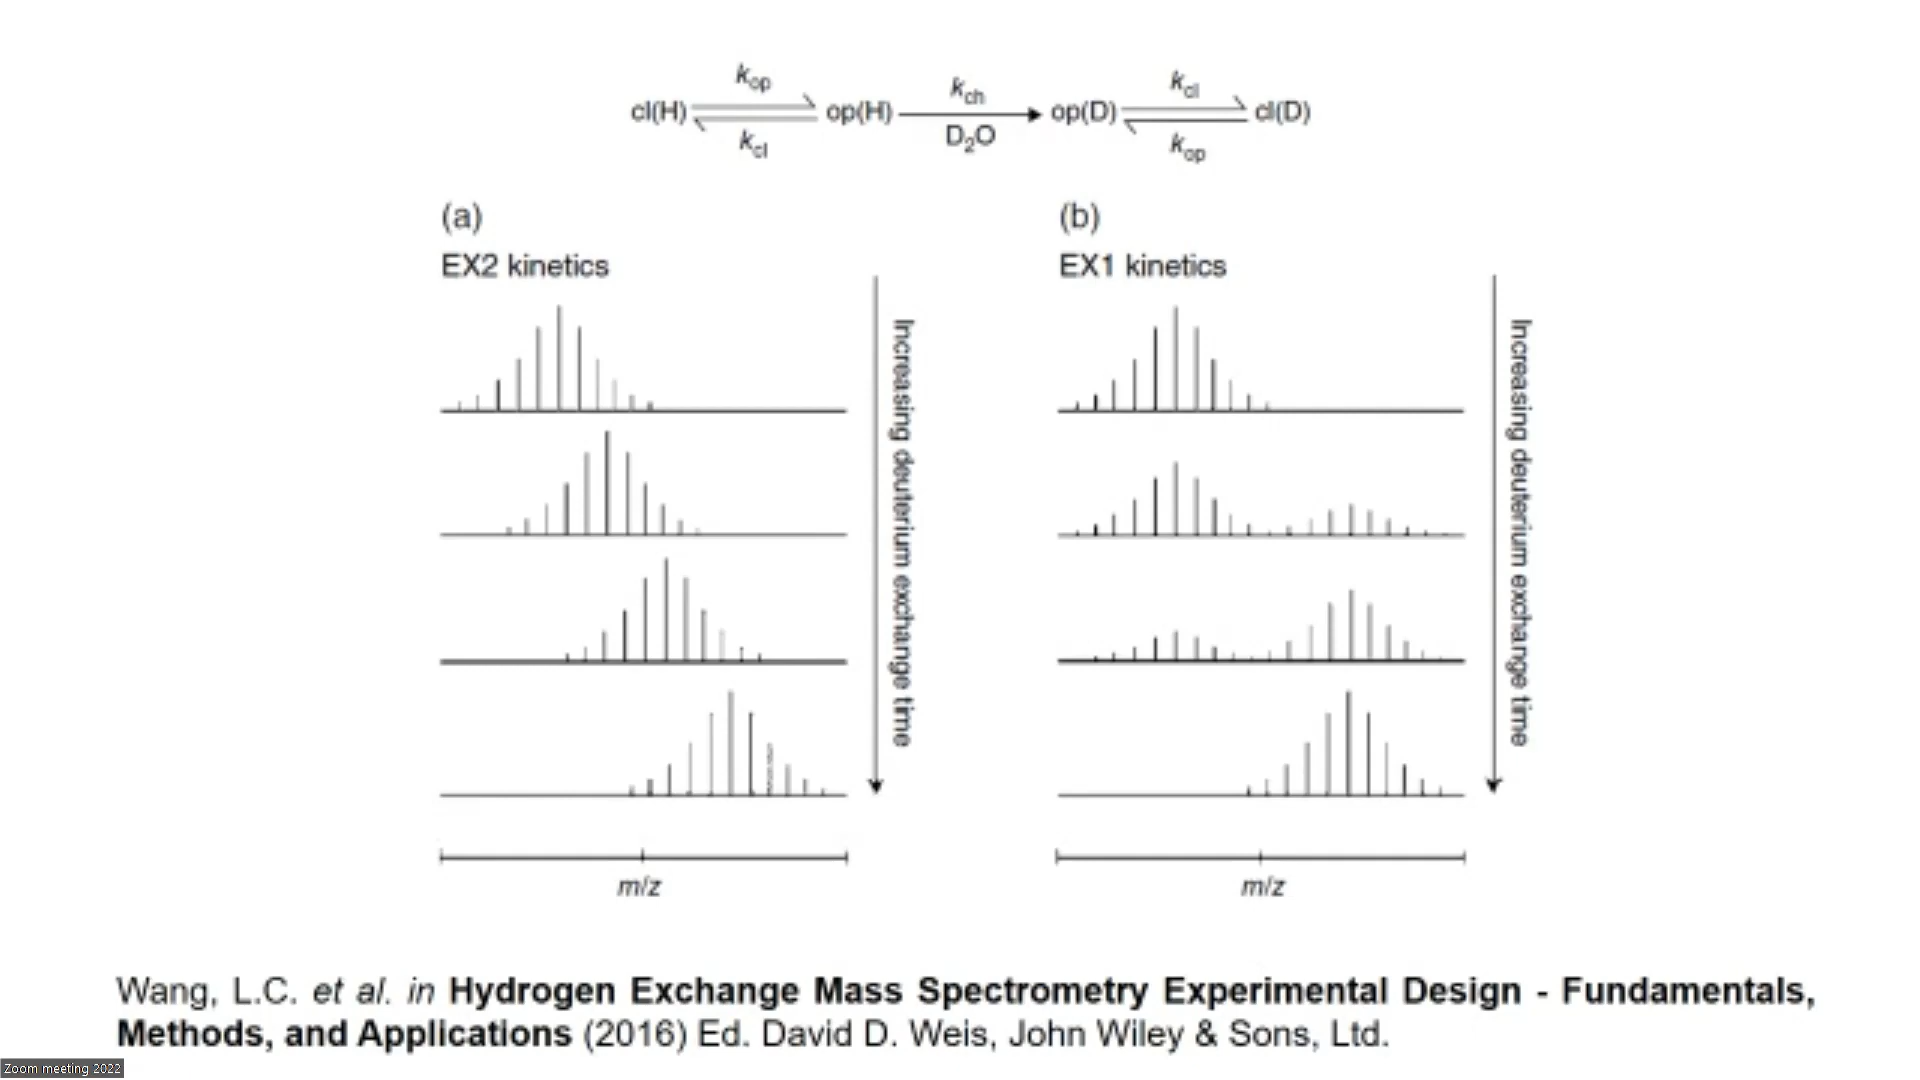 kop kch kcl
cl(H) op(H) op(D) cl(D)
kcl D2O kop
(a) (b)
EX2 kinetics EX1 kinetics
Increasing deuterium exchange time
Increasing deuterium exchange time
m/z m/z
Wang, L.C. et al. in Hydrogen Exchange Mass Spectrometry Experimental Design - Fundamentals,
Methods, and Applications (2016) Ed. David D. Weis, John Wiley & Sons, Ltd.
Zoom meeting 2022